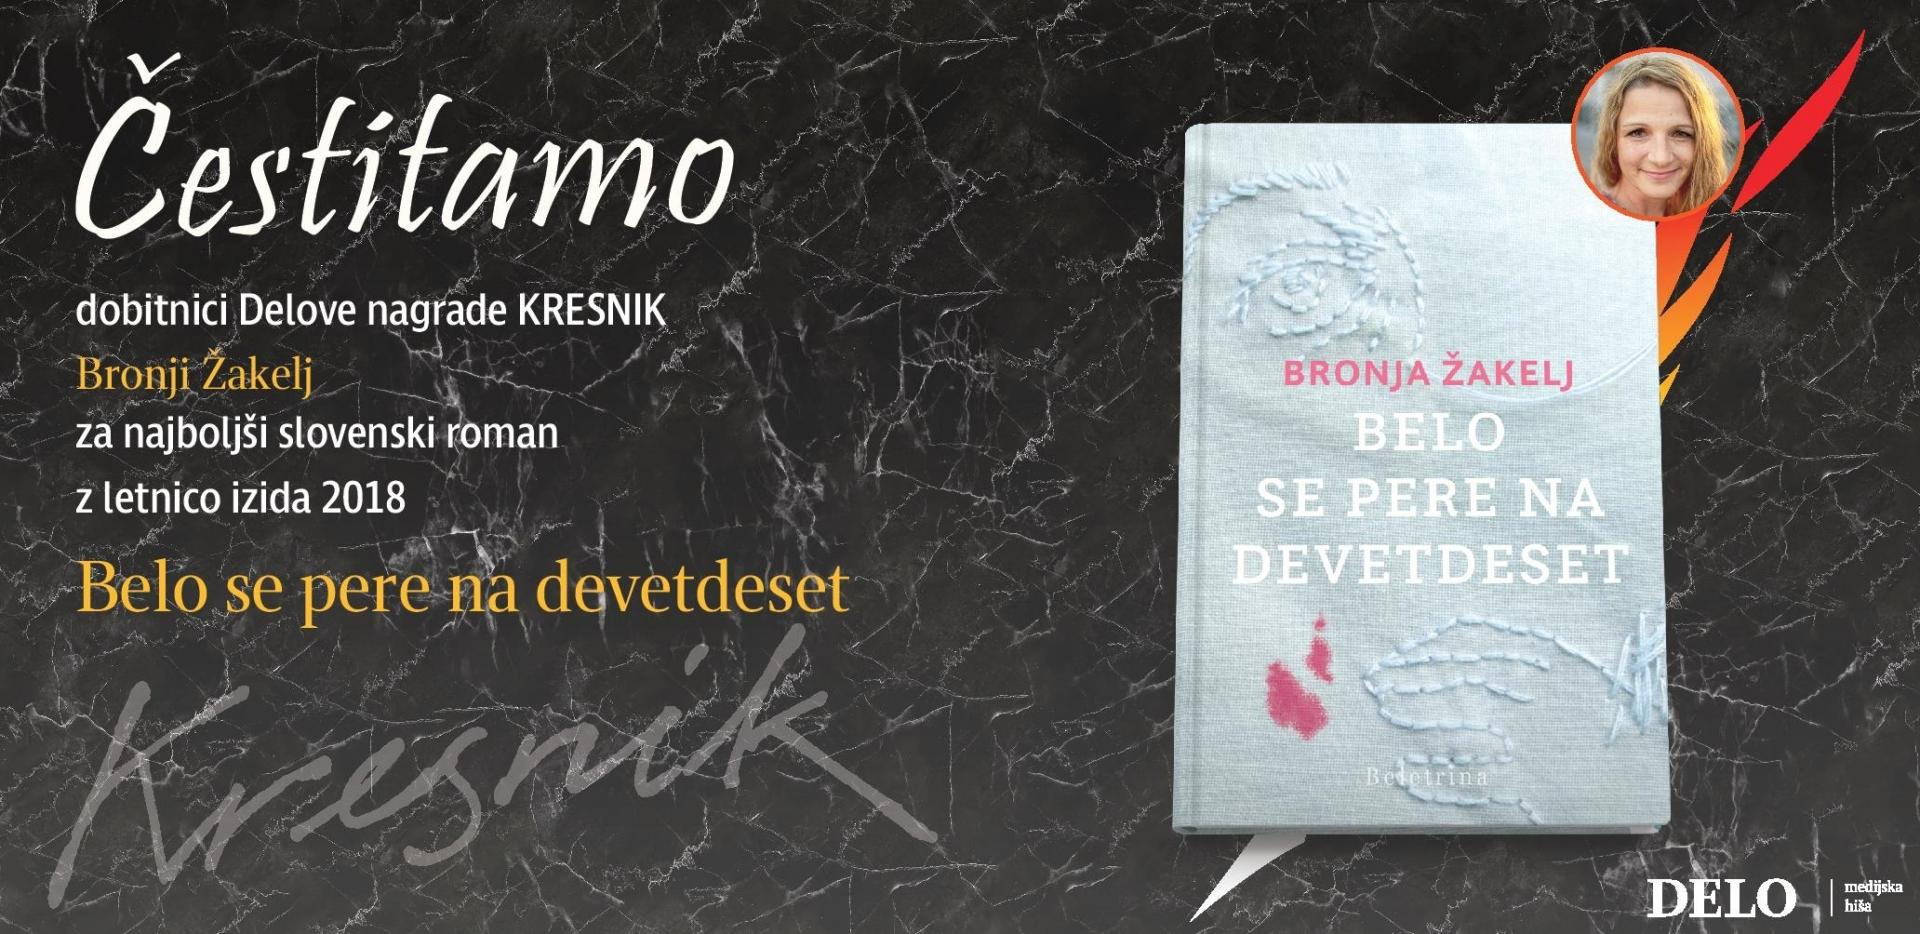 Čestitamo
dobitnici Delove nagrade KRESNIK
Bronji Žakelj
za najboljši slovenski roman
z letnico izida 2018
Belo se pere na devetdeset
Kresnik
BRONJA ŽAKELJ
BELO
SE PERE NA
DEVETDESET
Beletrina
DELO
medijska
hiša